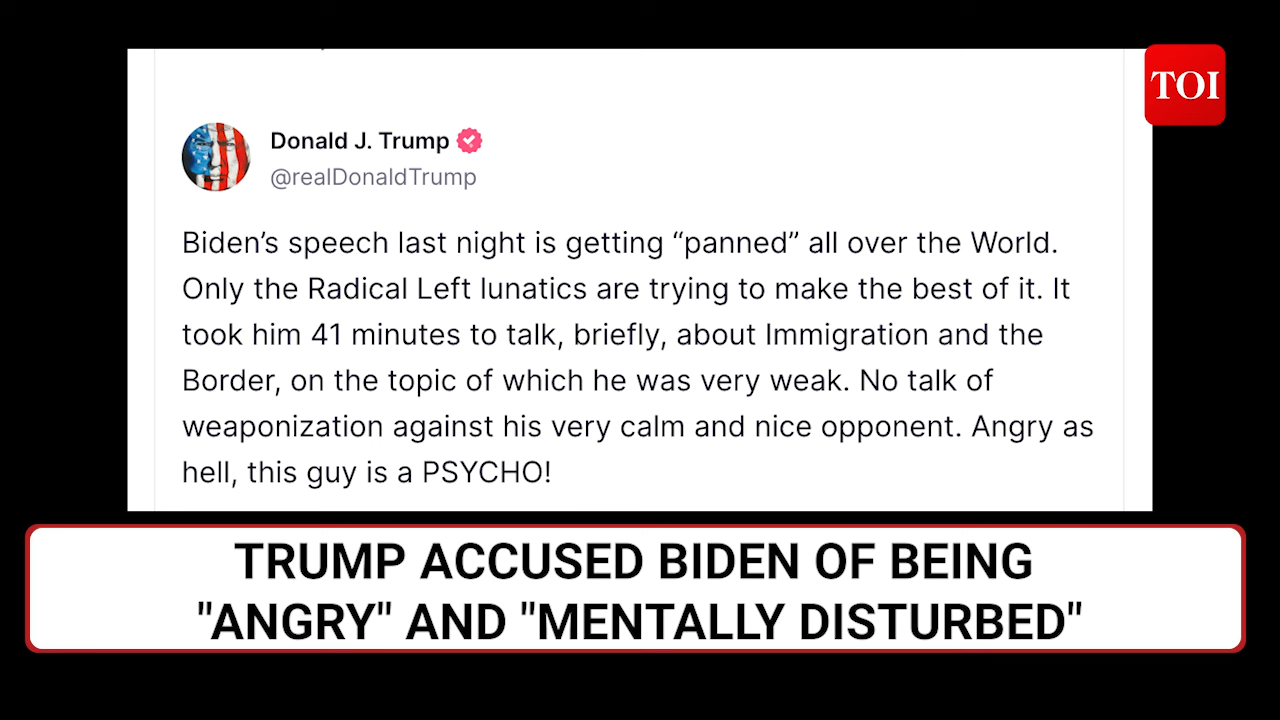 TOI
Donald J. Trump
@realDonaldTrump
Biden’s speech last night is getting “panned” all over the World.
Only the Radical Left lunatics are trying to make the best of it. It
took him 41 minutes to talk, briefly, about Immigration and the
Border, on the topic of which he was very weak. No talk of
weaponization against his very calm and nice opponent. Angry as
hell, this guy is a PSYCHO!
TRUMP ACCUSED BIDEN OF BEING
"ANGRY" AND "MENTALLY DISTURBED"